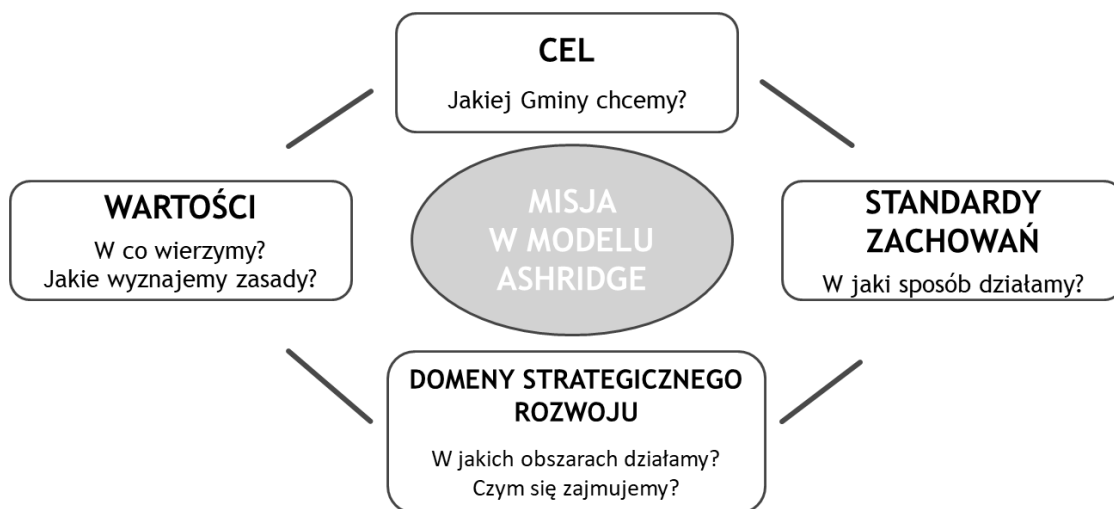 CEL
Jakiej Gminy chcemy?
WARTOŚCI
W co wierzymy?
Jakie wyznajemy zasady?
MISJA
W MODELU
ASHRIDGE
STANDARDY
ZACHOWAŃ
W jaki sposób działamy?
DOMENY STRATEGICZNEGO
ROZWOJU
W jakich obszarach działamy?
Czym się zajmujemy?